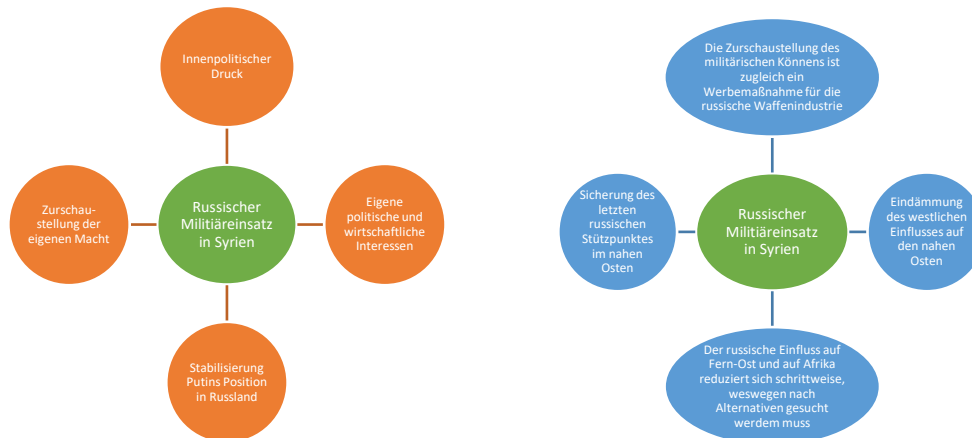 Innenpolitischer
Druck
Zurschau-
stellung der
eigenen Macht
Russischer
Militiäreinsatz
in Syrien
Eigene
politische und
wirtschaftliche
Interessen
Stabilisierung
Putins Position
in Russland
Die Zurschaustellung des
militärischen Könnens ist
zugleich ein
Werbemaßnahme für die
russische Waffenindustrie
Sicherung des
letzten
russischen
Stützpunktes
im nahen Osten
Russischer
Militiäreinsatz
in Syrien
Eindämmung
des westlichen
Einflusses auf
den nahen
Osten
Der russische Einfluss auf
Fern-Ost und auf Afrika
reduziert sich schrittweise,
weswegen nach
Alternativen gesucht
werdem muss